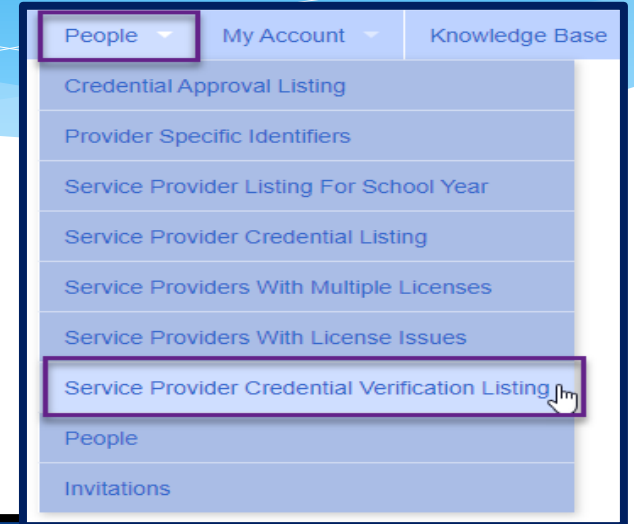 People My Account Knowledge Base
Credential Approval Listing
Provider Specific Identifiers
Service Provider Listing For School Year
Service Provider Credential Listing
Service Providers With Multiple Licenses
Service Providers With License Issues
Service Provider Credential Verification Listing
People
Invitations